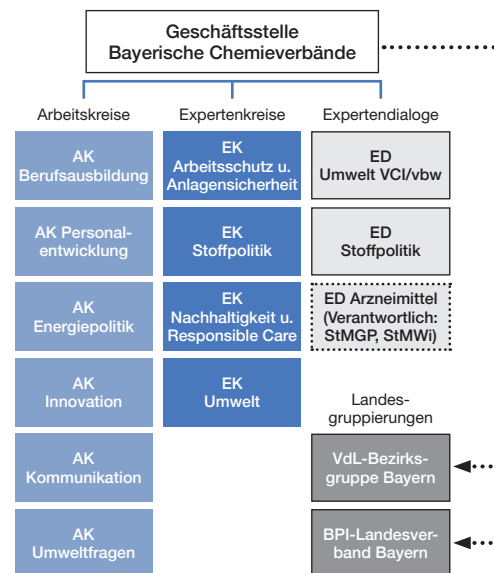 Geschäftsstelle
Bayerische Chemieverbände
Arbeitskreise
AK
Berufsausbildung
AK Personal-
entwicklung
AK
Energiepolitik
AK
Innovation
AK
Kommunikation
AK
Umweltfragen
Expertenkreise
EK
Arbeitsschutz u.
Anlagensicherheit
EK
Stoffpolitik
EK
Nachhaltigkeit u.
Responsible Care
EK
Umwelt
Expertendialoge
ED
Umwelt VCI/vbw
ED
Stoffpolitik
ED Arzneimittel
(Verantwortlich:
StMGP, StMWi)
Landes-
gruppierungen
VdL-Bezirks-
gruppe Bayern
BPI-Landesver-
band Bayern